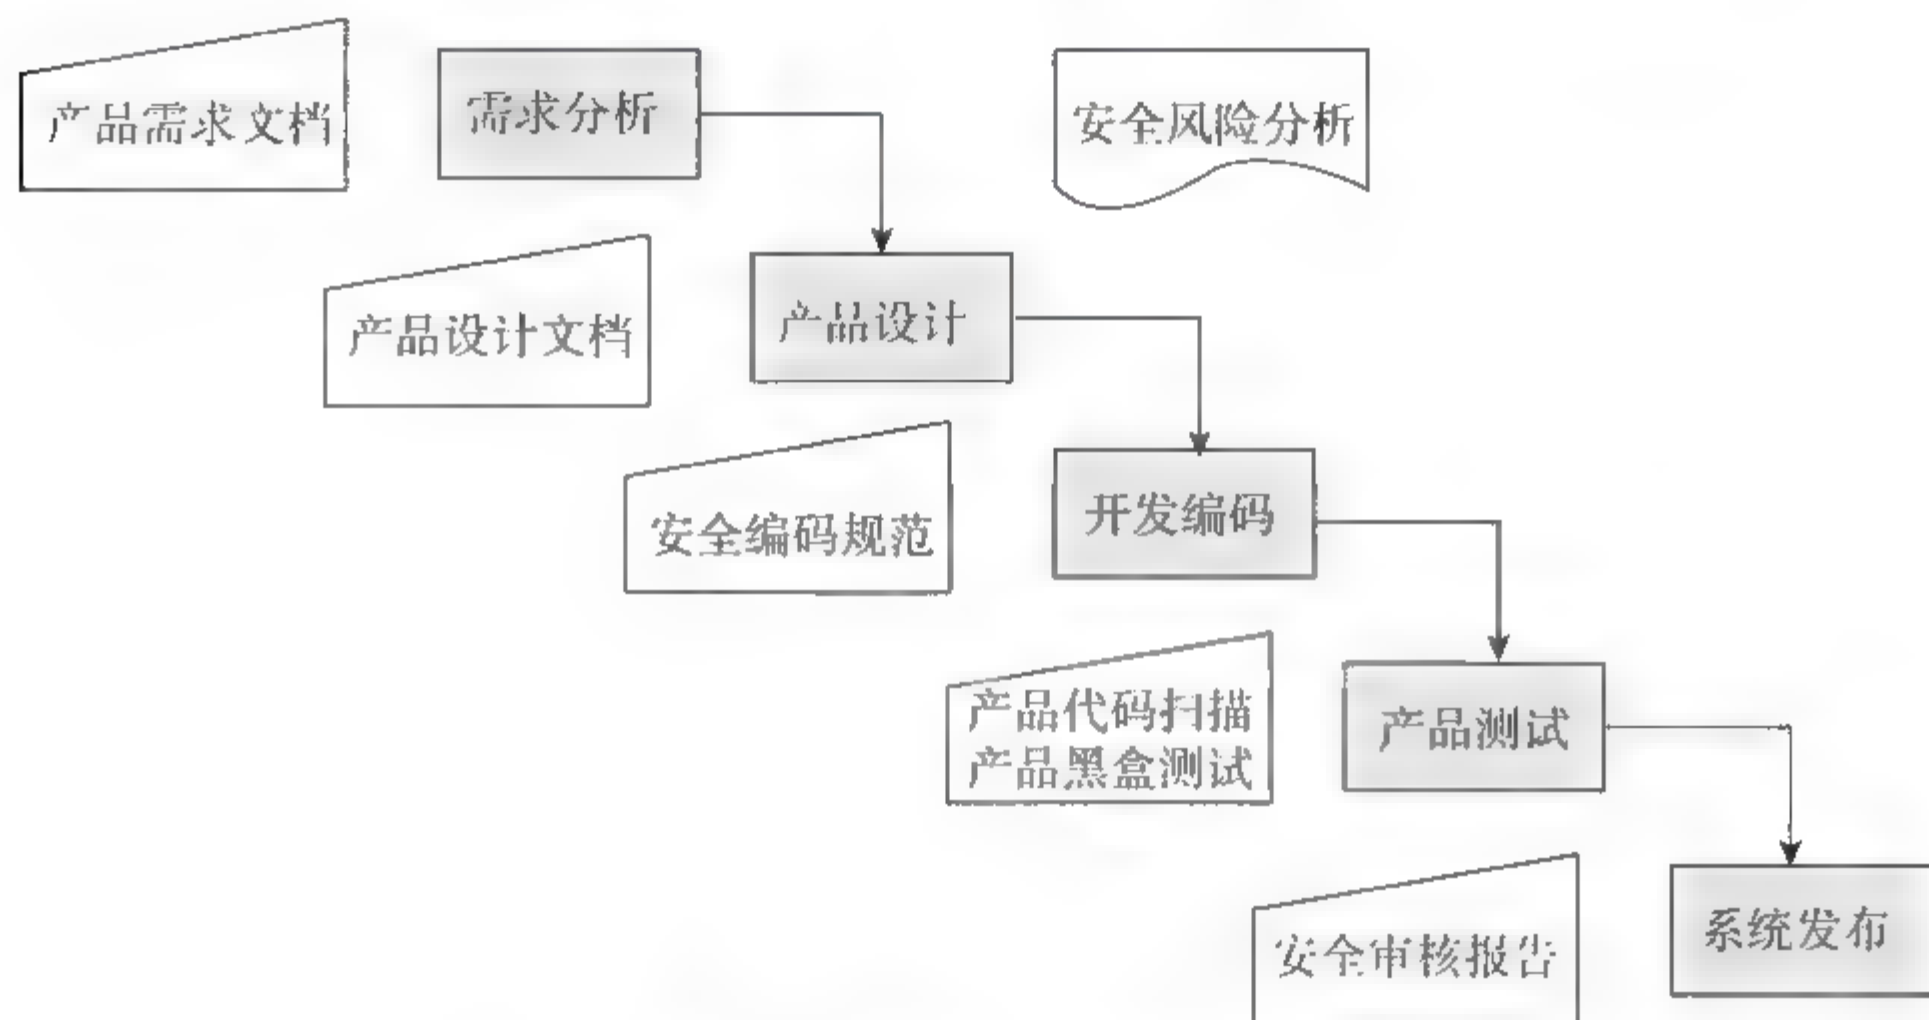 产品需求文档
需求分析
安全风险分析
产品设计文档
产品设计
安全编码规范
开发编码
产品代码扫描
产品黑盒测试
产品测试
安全审核报告
系统发布